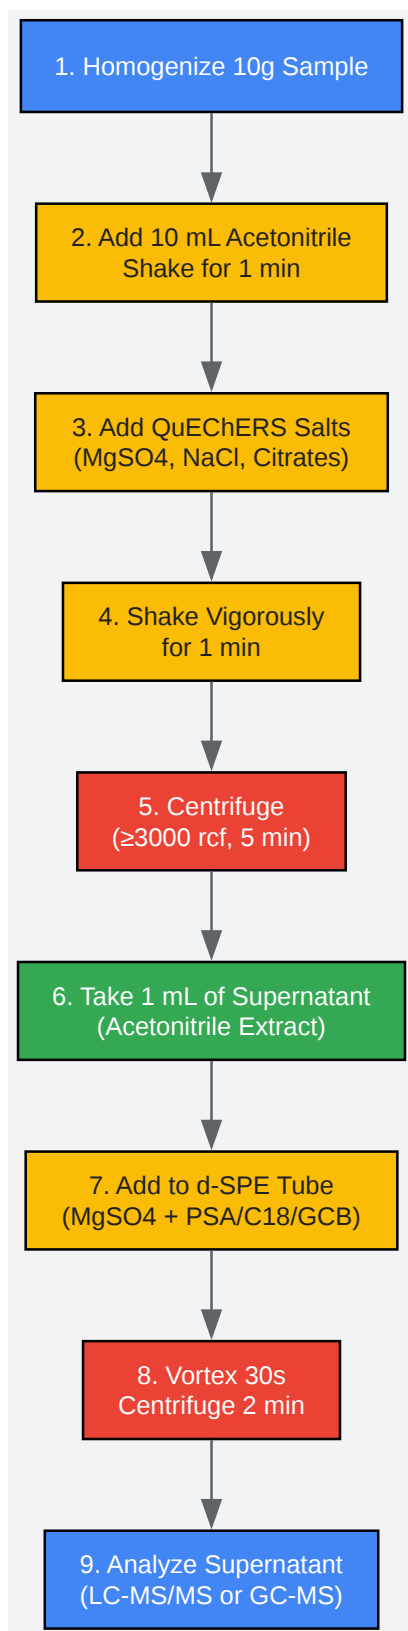 1. Homogenize 10g Sample
2. Add 10 mL Acetonitrile
Shake for 1 min
3. Add QuEChERS Salts
(MgSO4, NaCl, Citrates)
4. Shake Vigorously
for 1 min
5. Centrifuge
(≥3000 rcf, 5 min)
6. Take 1 mL of Supernatant
(Acetonitrile Extract)
7. Add to d-SPE Tube
(MgSO4 + PSA/C18/GCB)
8. Vortex 30s
Centrifuge 2 min
9. Analyze Supernatant
(LC-MS/MS or GC-MS)